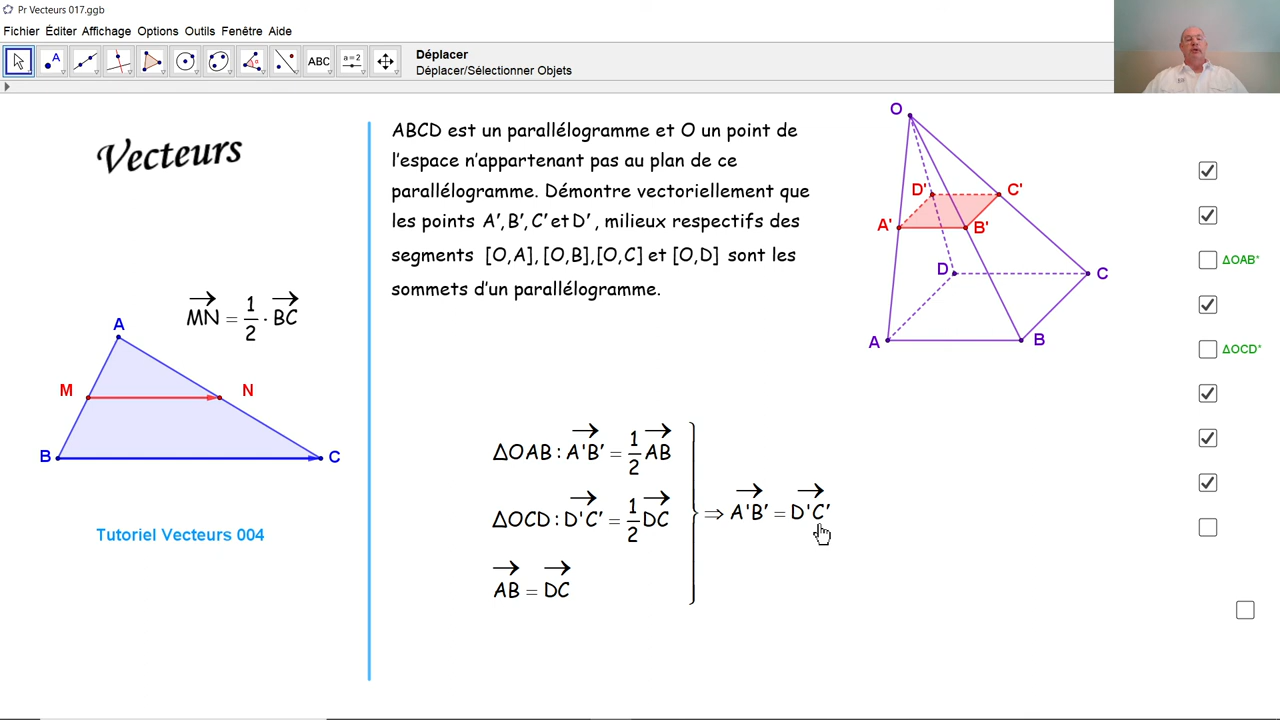 Pr Vecteurs 017.ggb
Fichier Éditer Affichage Options Outils Fenêtre Aide
A
ABC
a=2
Déplacer
Déplacer/Sélectionner Objets
Vecteurs
MN = 1/2 · BC
A
M
N
B
C
Tutoriel Vecteurs 004
ABCD est un parallélogramme et O un point de
l'espace n'appartenant pas au plan de ce
parallélogramme. Démontre vectoriellement que
les points A′, B′, C′ et D′ , milieux respectifs des
segments [O,A],[O,B],[O,C] et [O,D] sont les
sommets d'un parallélogramme.
O
D'
C'
A'
B'
D
C
A
B
ΔOAB : A'B′ = 1/2 AB
ΔOCD : D'C′ = 1/2 DC
AB = DC
⇒ A'B′ = D'C′
ΔOAB*
ΔOCD*